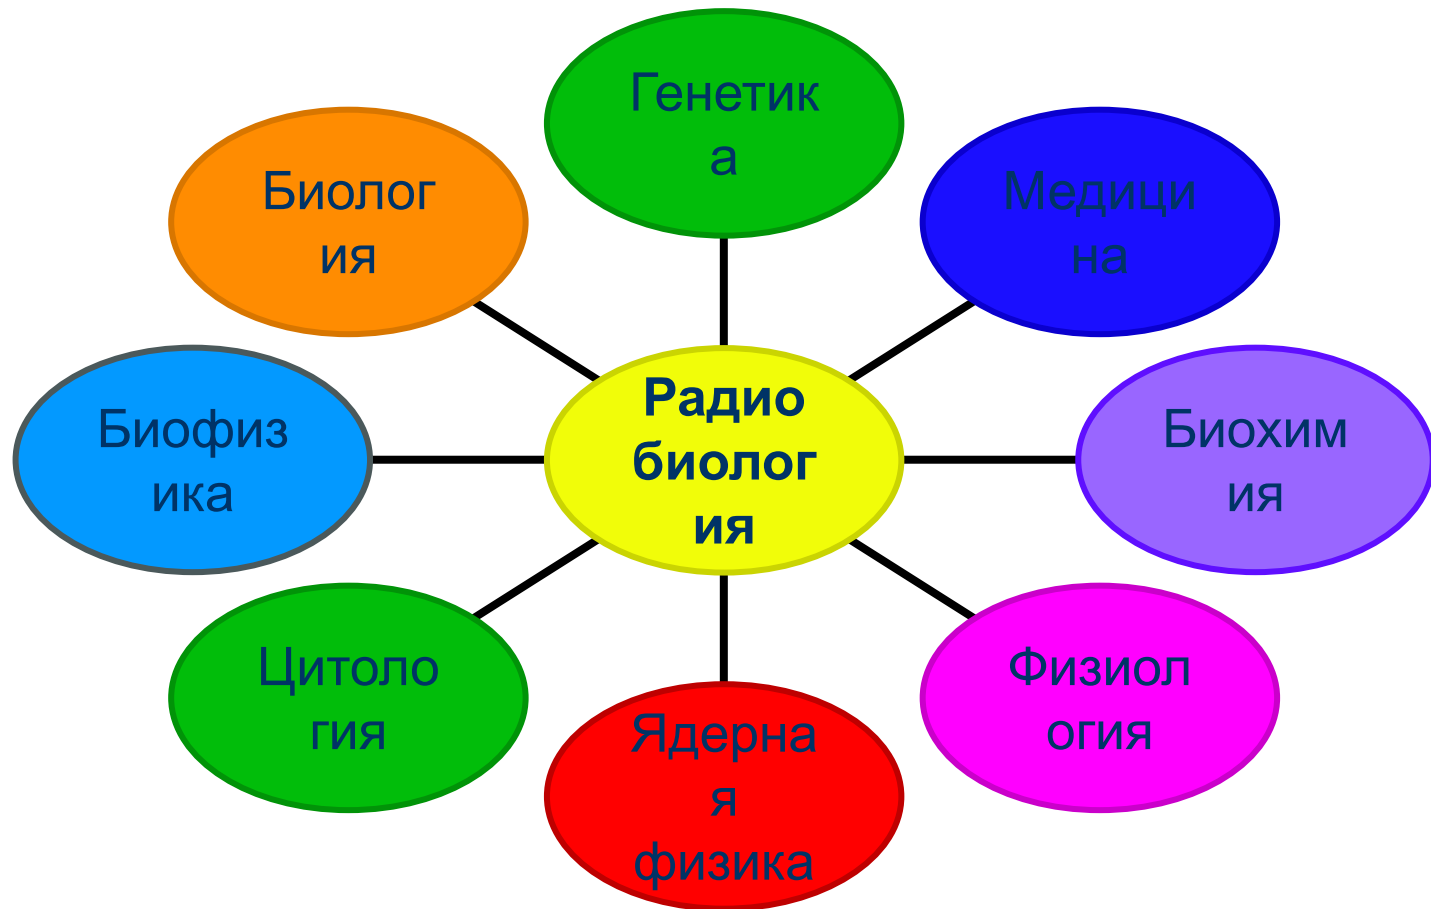 Генетик
а
Биолог
ия
Медици
на
Биофиз
ика
Радио
биолог
ия
Биохим
ия
Цитоло
гия
Физиол
огия
Ядерна
я
физика